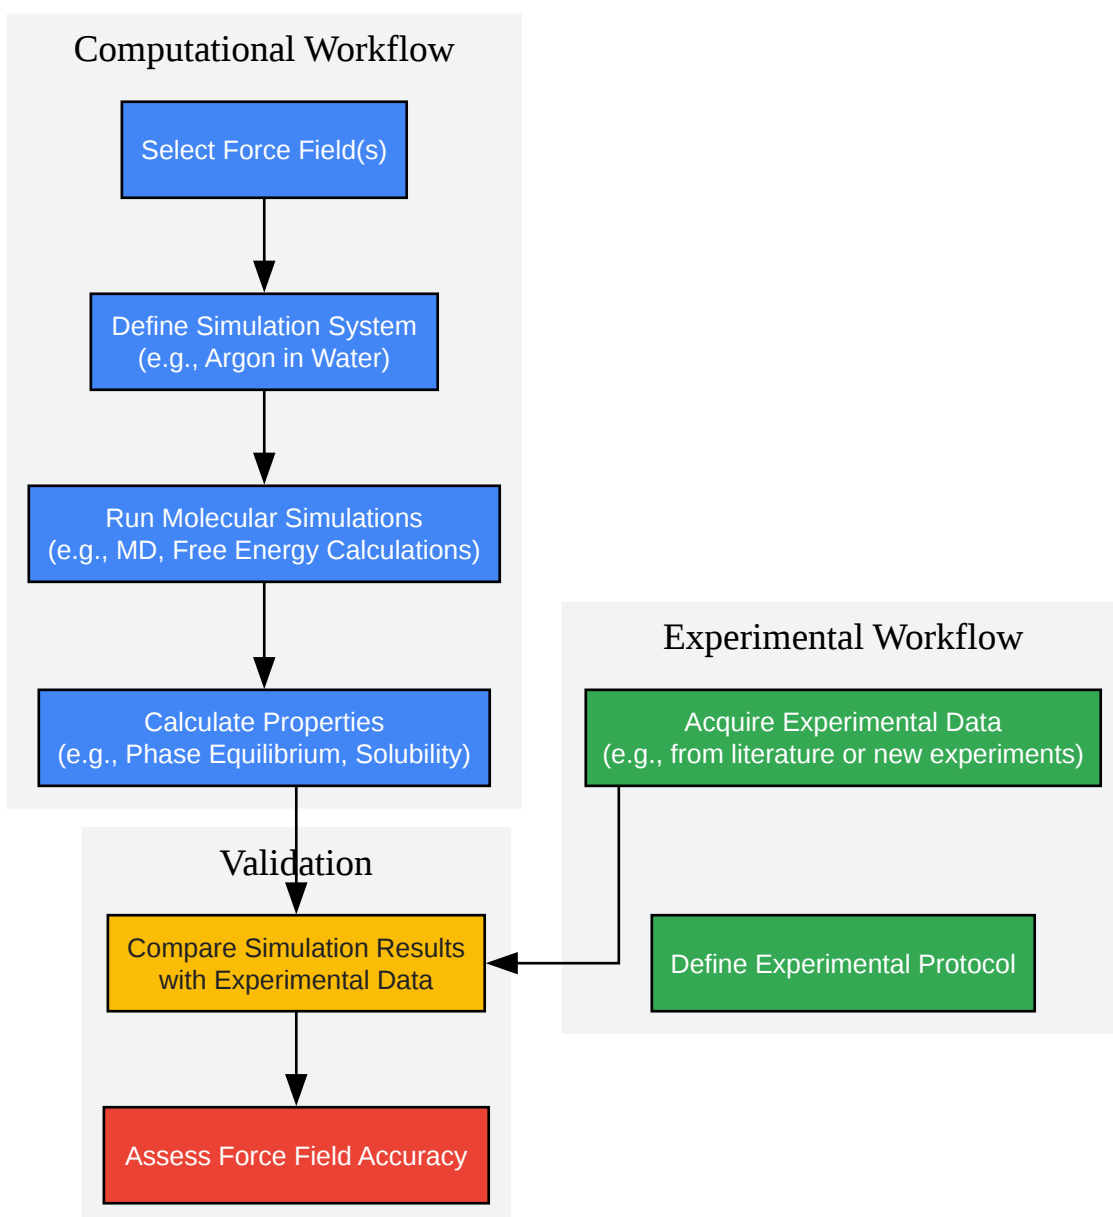 Computational Workflow
Select Force Field(s)
Define Simulation System
(e.g., Argon in Water)
Run Molecular Simulations
(e.g., MD, Free Energy Calculations)
Calculate Properties
(e.g., Phase Equilibrium, Solubility)
Experimental Workflow
Acquire Experimental Data
(e.g., from literature or new experiments)
Define Experimental Protocol
Validation
Compare Simulation Results
with Experimental Data
Assess Force Field Accuracy